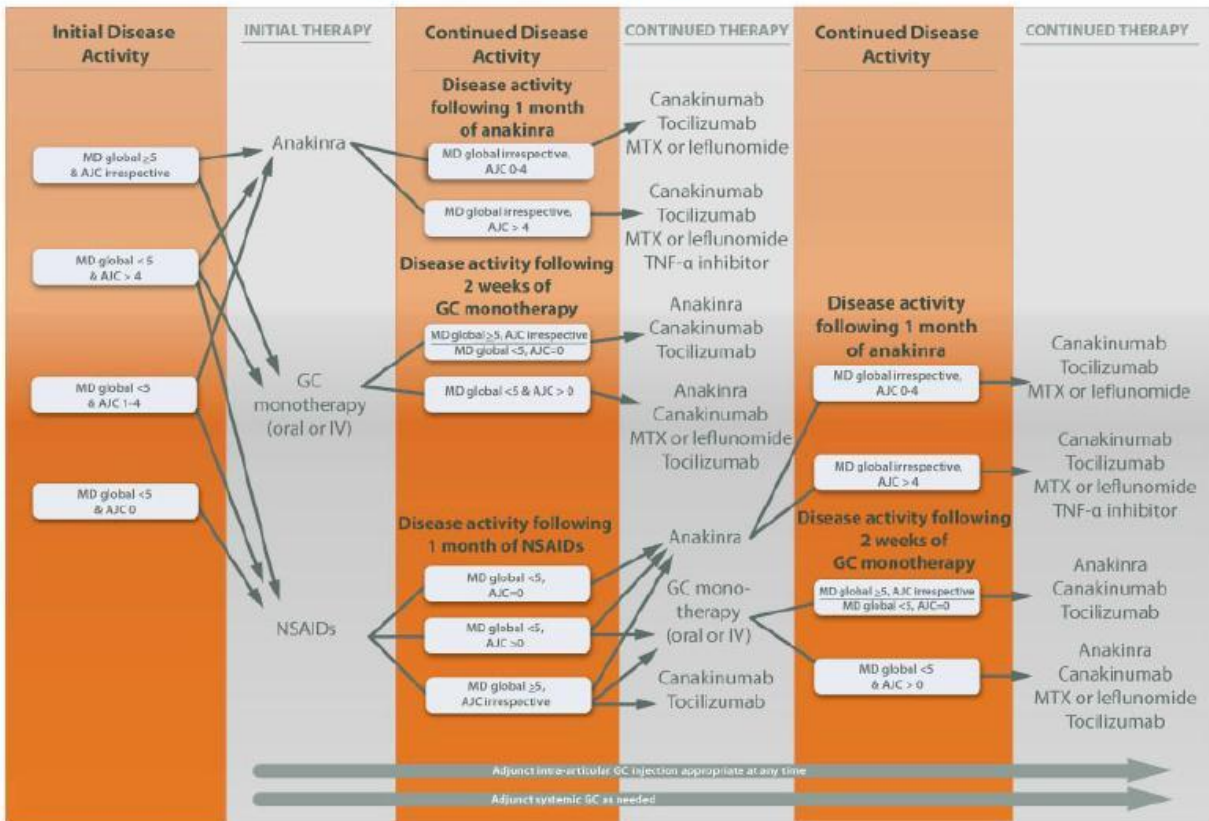 Initial Disease
Activity
INITIAL THERAPY
Continued Disease
Activity
CONTINUED THERAPY
Continued Disease
Activity
CONTINUED THERAPY
MD global ≥5
& AJC irrespective
MD global < 5
& AJC > 4
MD global <5
& AJC 1-4
MD global <5
& AJC 0
Anakinra
GC
monotherapy
(oral or IV)
NSAIDs
Disease activity
following 1 month
of anakinra
MD global irrespective,
AJC 0-4
MD global irrespective,
AJC > 4
Disease activity following
2 weeks of
GC monotherapy
MD global ≥5, AJC irrespective
MD global <5, AJC=0
MD global <5 & AJC > 0
Disease activity following
1 month of NSAIDs
MD global <5,
AJC=0
MD global <5,
AJC >0
MD global ≥5,
AJC irrespective
Canakinumab
Tocilizumab
MTX or leflunomide
Canakinumab
Tocilizumab
MTX or leflunomide
TNF-α inhibitor
Anakinra
Canakinumab
Tocilizumab
Anakinra
Canakinumab
MTX or leflunomide
Tocilizumab
Anakinra
GC mono-
therapy
(oral or IV)
Canakinumab
Tocilizumab
Disease activity
following 1 month
of anakinra
MD global irrespective,
AJC 0-4
MD global irrespective,
AJC > 4
Disease activity following
2 weeks of
GC monotherapy
MD global ≥5, AJC irrespective
MD global <5, AJC=0
MD global <5
& AJC > 0
Canakinumab
Tocilizumab
MTX or leflunomide
Canakinumab
Tocilizumab
MTX or leflunomide
TNF-α inhibitor
Anakinra
Canakinumab
Tocilizumab
Anakinra
Canakinumab
MTX or leflunomide
Tocilizumab
Adjunct intra-articular GC injection appropriate at any time
Adjunct systemic GC as needed